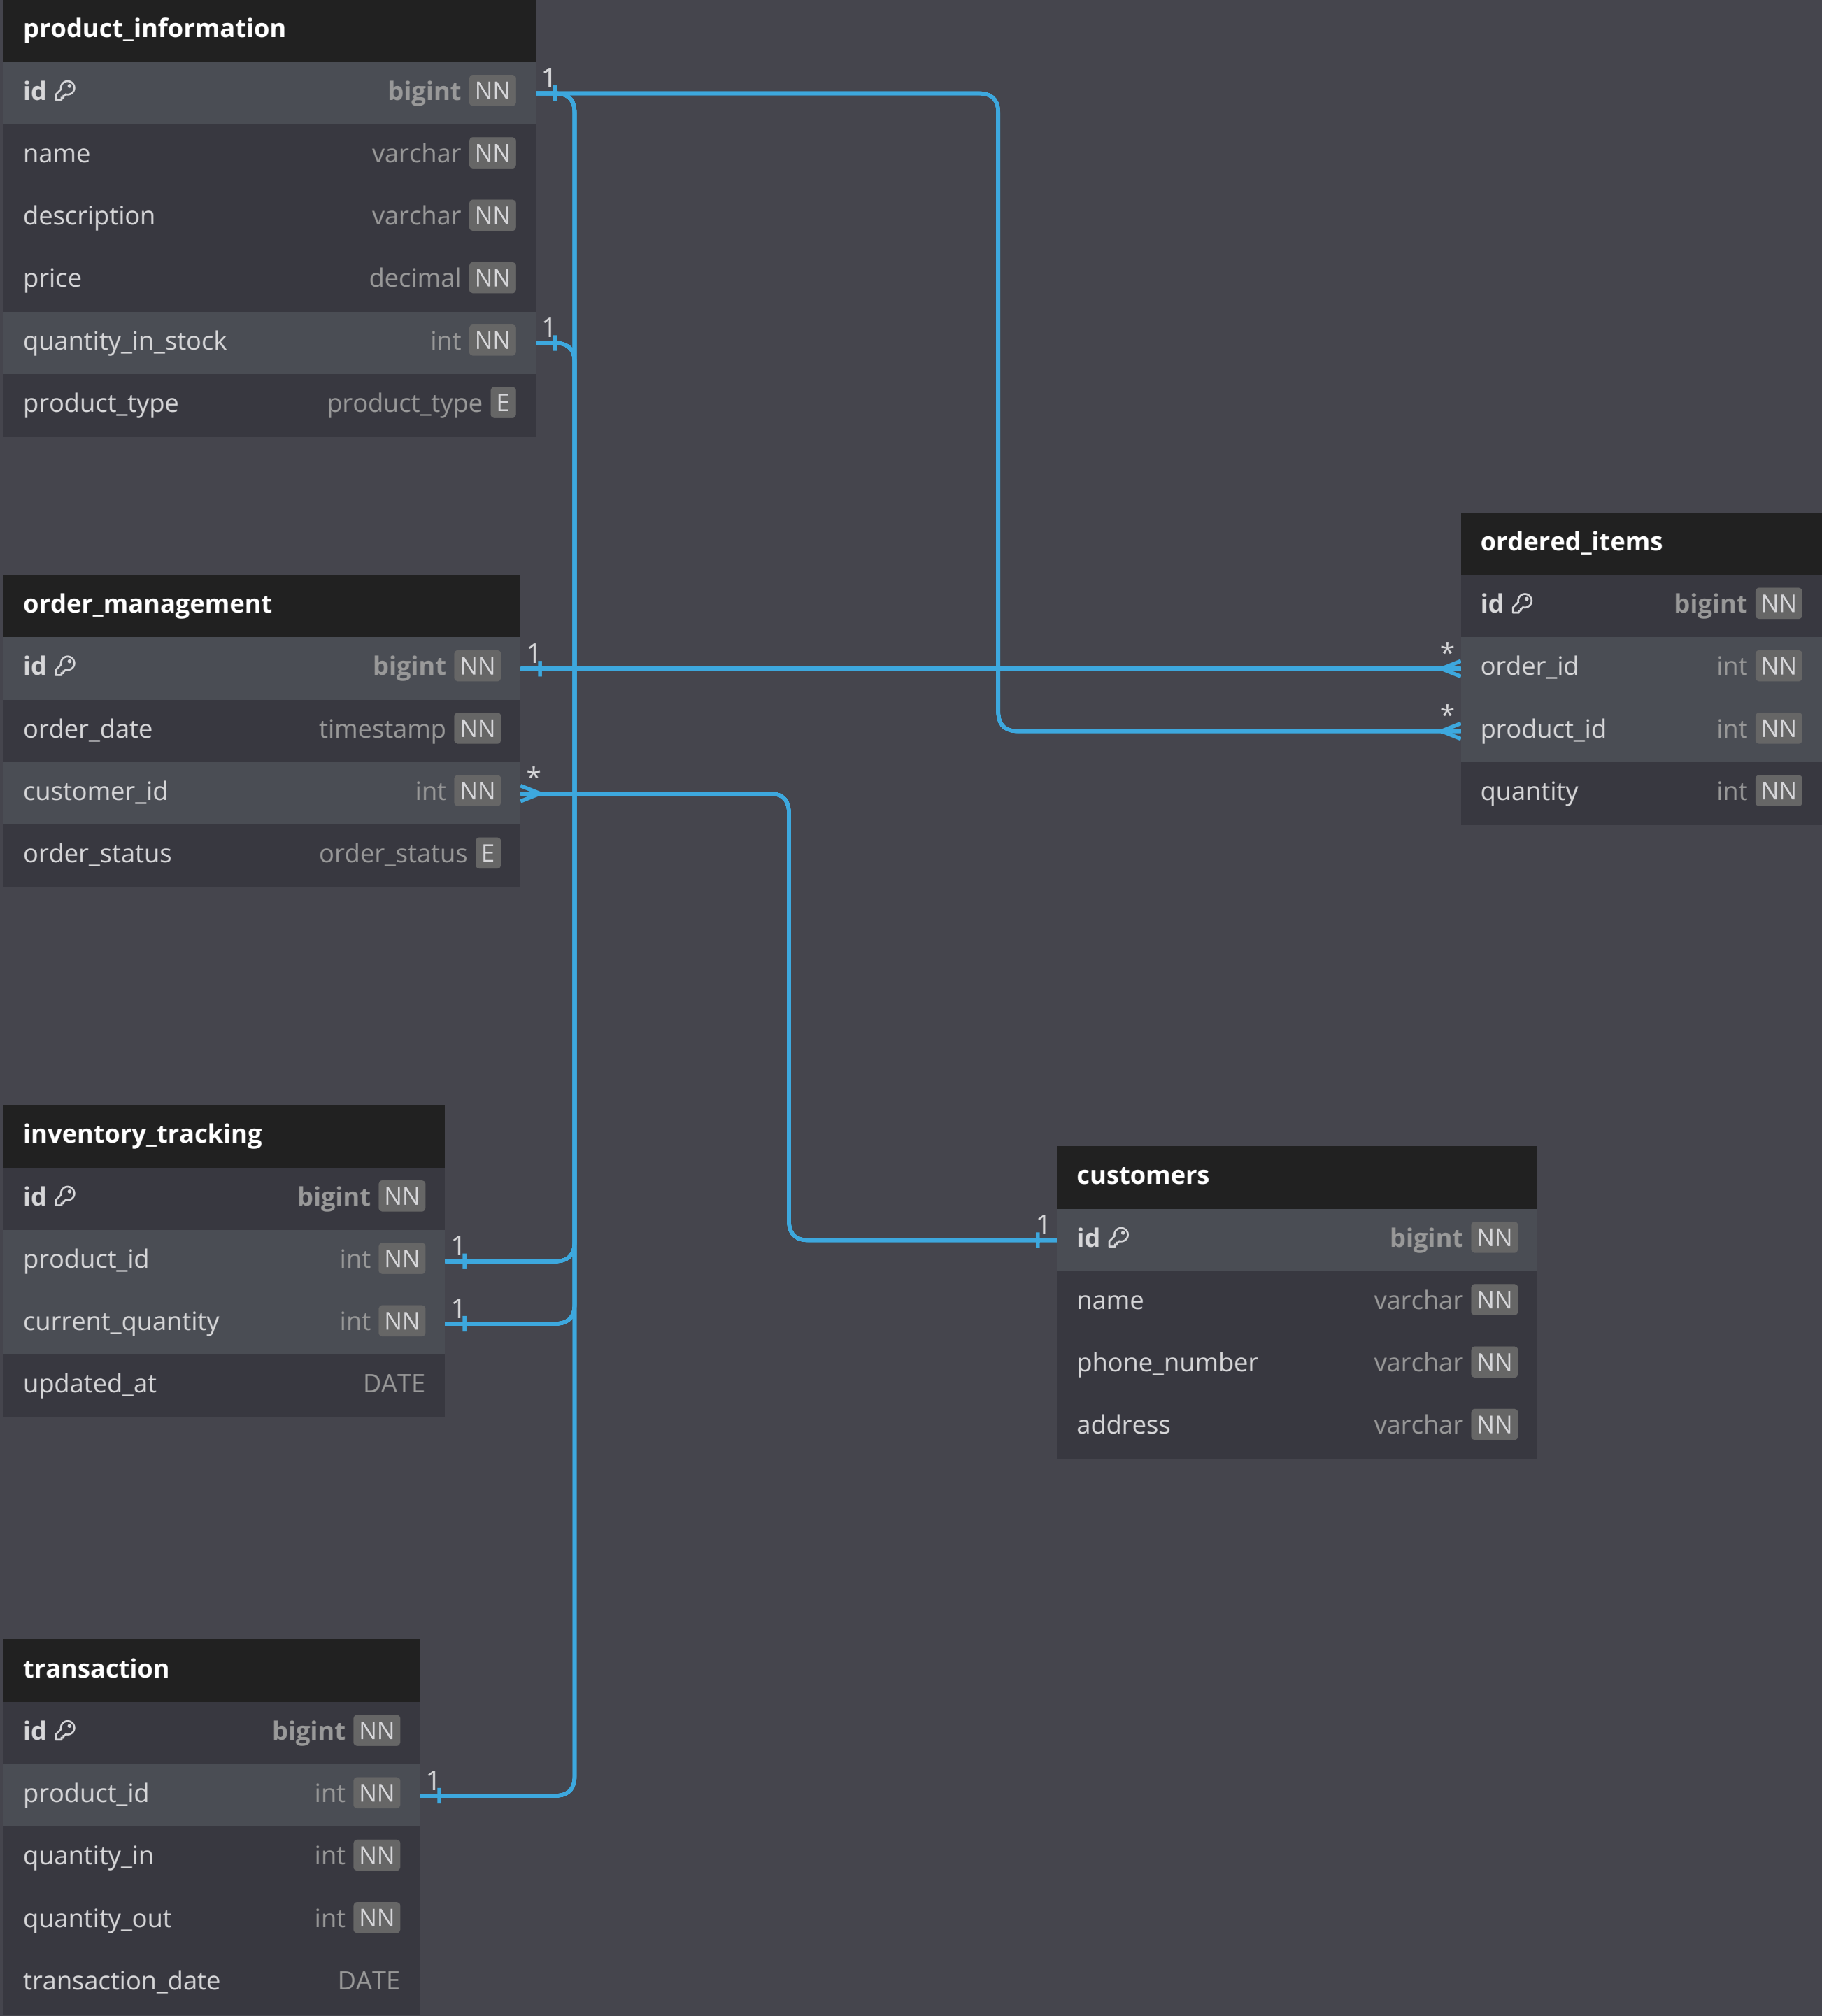 product_information
id bigint NN
name varchar NN
description varchar NN
price decimal NN
quantity_in_stock int NN
product_type product_type E
1
1
order_management
id bigint NN
order_date timestamp NN
customer_id int NN
order_status order_status E
1
*
ordered_items
id bigint NN
order_id int NN
product_id int NN
quantity int NN
*
*
inventory_tracking
id bigint NN
product_id int NN
current_quantity int NN
updated_at DATE
1
1
customers
id bigint NN
name varchar NN
phone_number varchar NN
address varchar NN
1
transaction
id bigint NN
product_id int NN
quantity_in int NN
quantity_out int NN
transaction_date DATE
1